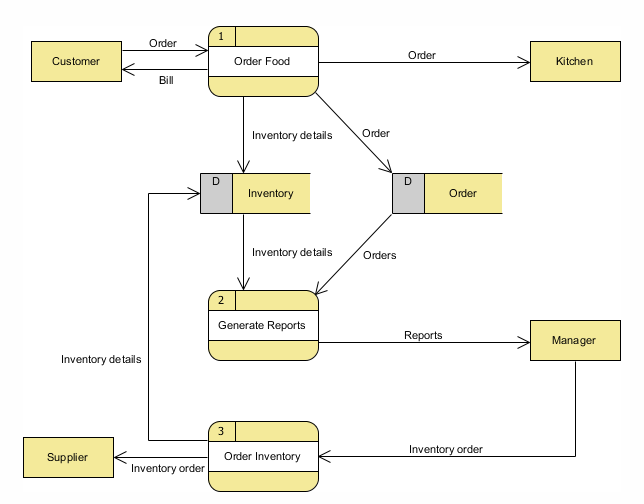 1
Order
Customer
Order Food
Order
Kitchen
Bill
Inventory details
Order
D
Inventory
D
Order
Inventory details
Orders
2
Generate Reports
Reports
Manager
Inventory details
3
Order Inventory
Inventory order
Supplier
Inventory order